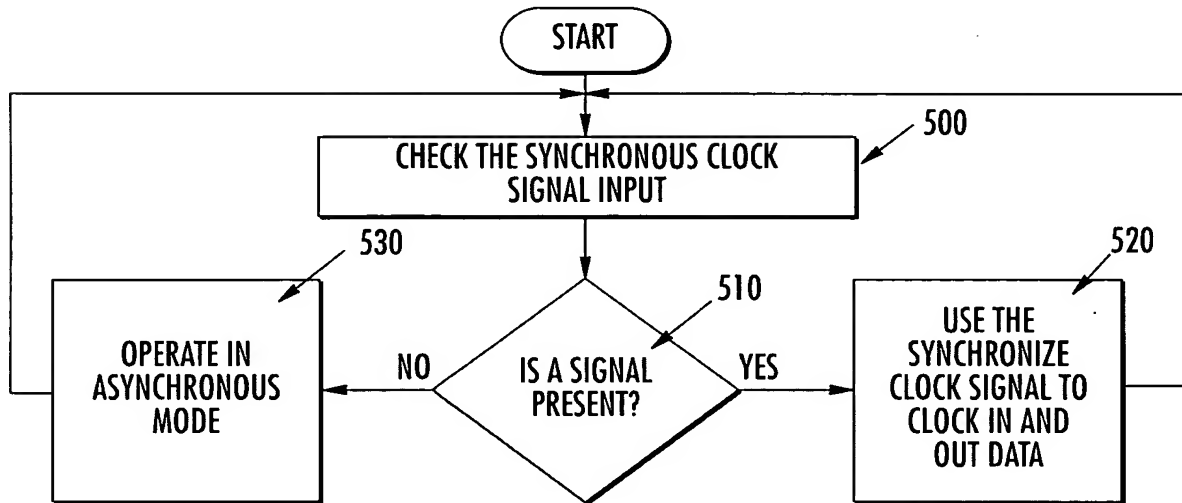 START
500
CHECK THE SYNCHRONOUS CLOCK
SIGNAL INPUT
530
510
520
OPERATE IN
ASYNCHRONOUS
MODE
NO
IS A SIGNAL
PRESENT?
YES
USE THE
SYNCHRONIZE
CLOCK SIGNAL TO
CLOCK IN AND
OUT DATA